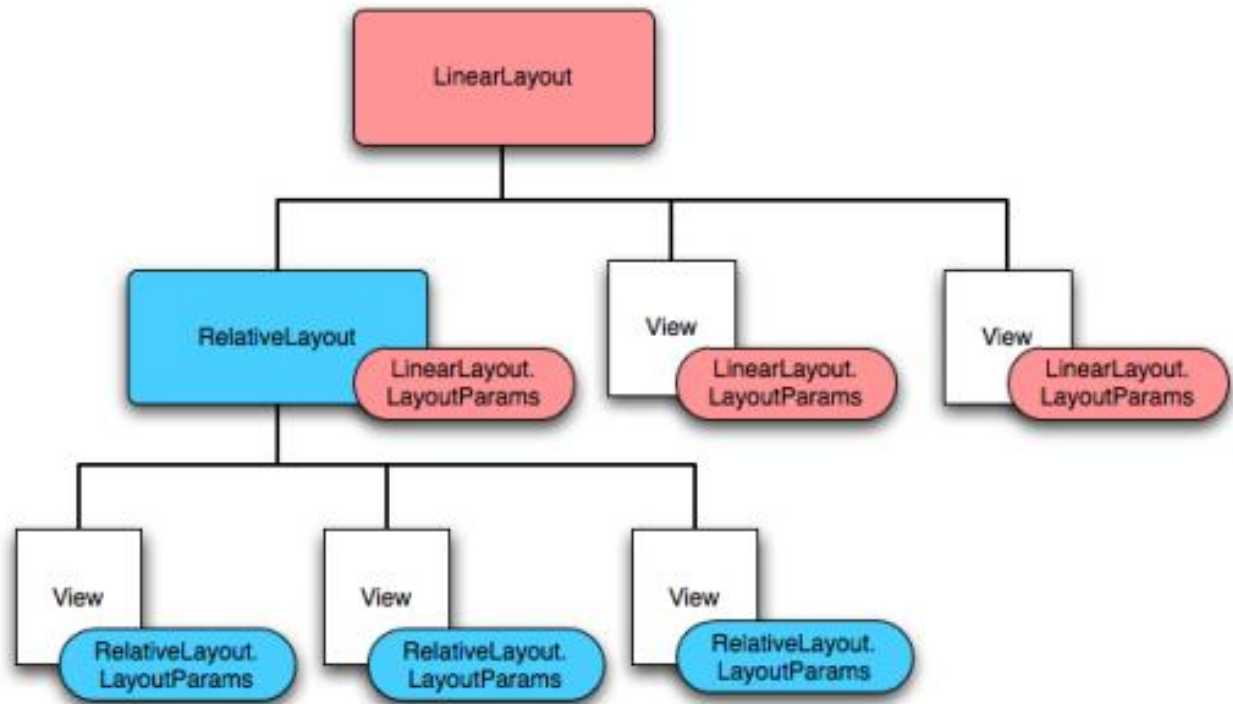 LinearLayout
RelativeLayout
LinearLayout.
LayoutParams
View
LinearLayout.
LayoutParams
View
LinearLayout.
LayoutParams
View
RelativeLayout.
LayoutParams
View
RelativeLayout.
LayoutParams
View
RelativeLayout.
LayoutParams